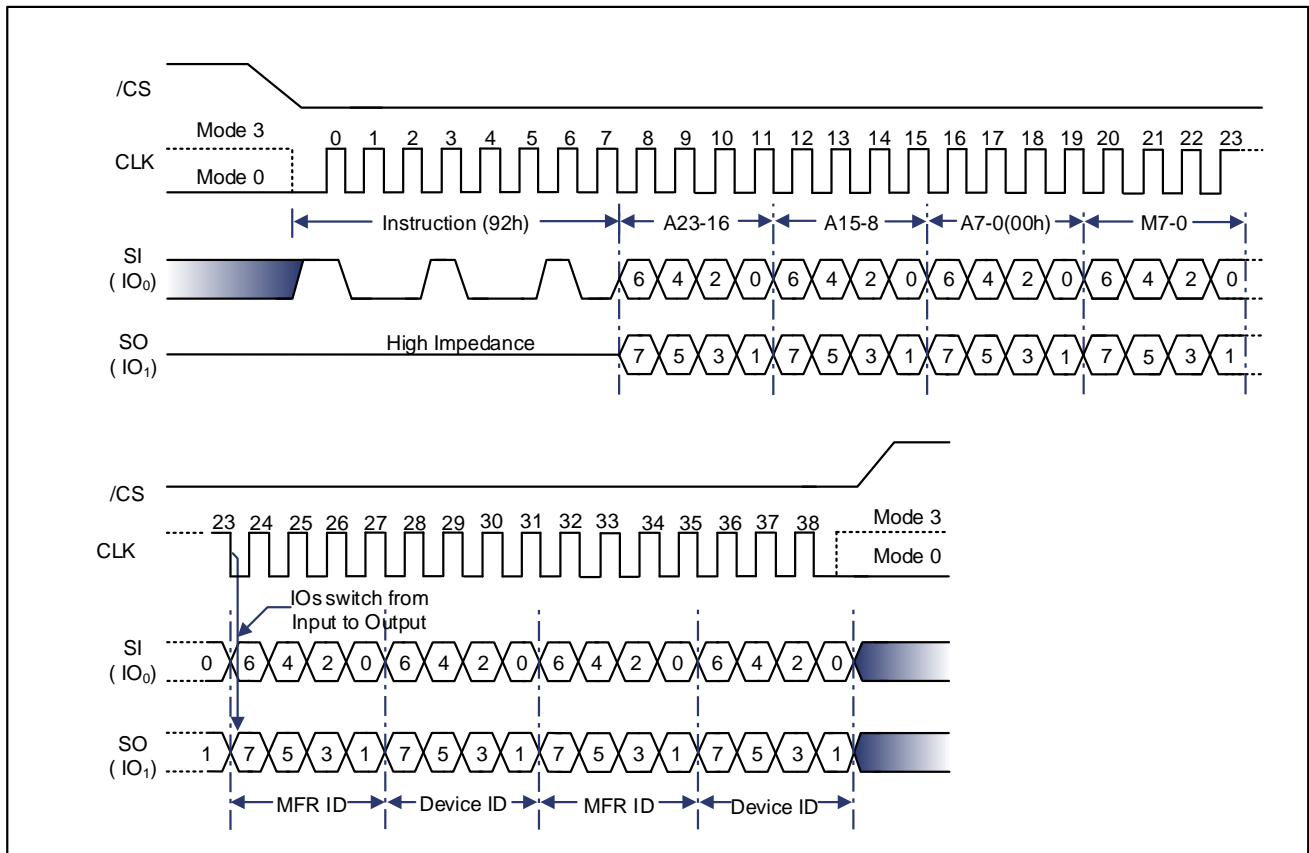 /CS
Mode 3
CLK
Mode 0
0 1 2 3 4 5 6 7 8 9 10 11 12 13 14 15 16 17 18 19 20 21 22 23
Instruction (92h) A23-16 A15-8 A7-0(00h) M7-0
SI
( IO₀)
6 4 2 0 6 4 2 0 6 4 2 0 6 4 2 0
SO
( IO₁)
High Impedance
7 5 3 1 7 5 3 1 7 5 3 1 7 5 3 1
/CS
23 24 25 26 27 28 29 30 31 32 33 34 35 36 37 38
CLK
Mode 3
Mode 0
IOs switch from
Input to Output
SI
( IO₀)
0 6 4 2 0 6 4 2 0 6 4 2 0 6 4 2 0
SO
( IO₁)
1 7 5 3 1 7 5 3 1 7 5 3 1 7 5 3 1
MFR ID Device ID MFR ID Device ID